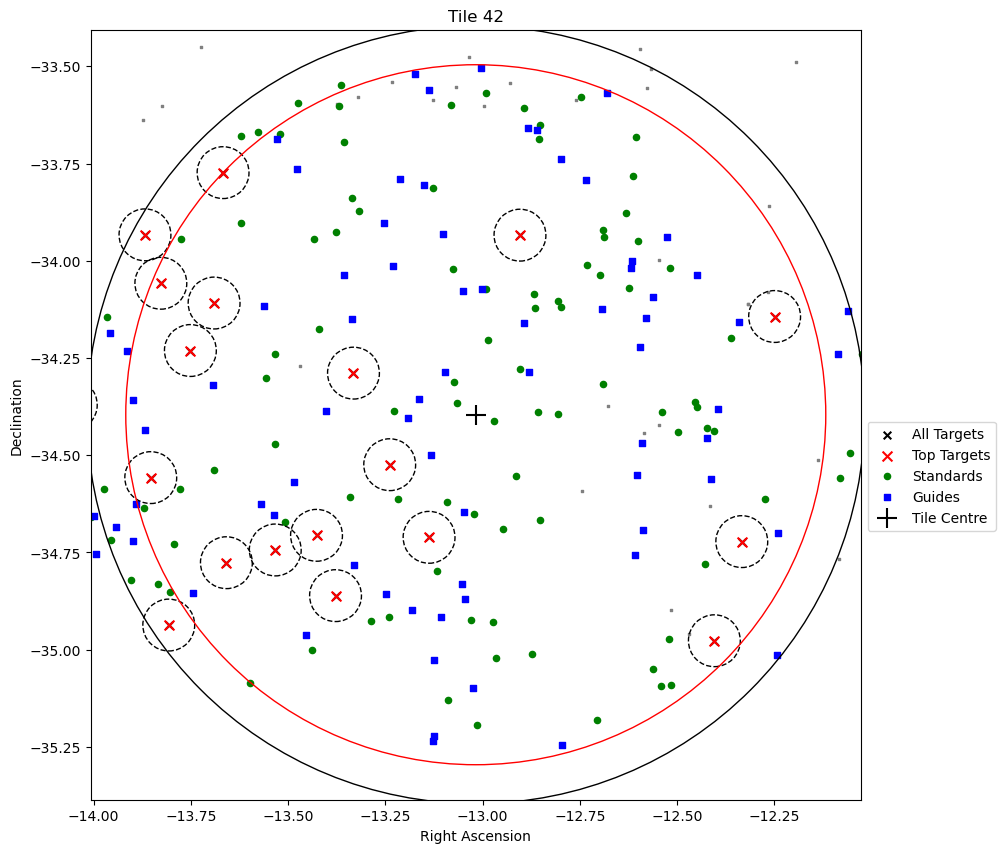 Tile 42
−33.50
−33.75
−34.00
−34.25
−34.50
−34.75
−35.00
−35.25
Declination
−14.00 −13.75 −13.50 −13.25 −13.00 −12.75 −12.50 −12.25
Right Ascension
All Targets
Top Targets
Standards
Guides
Tile Centre